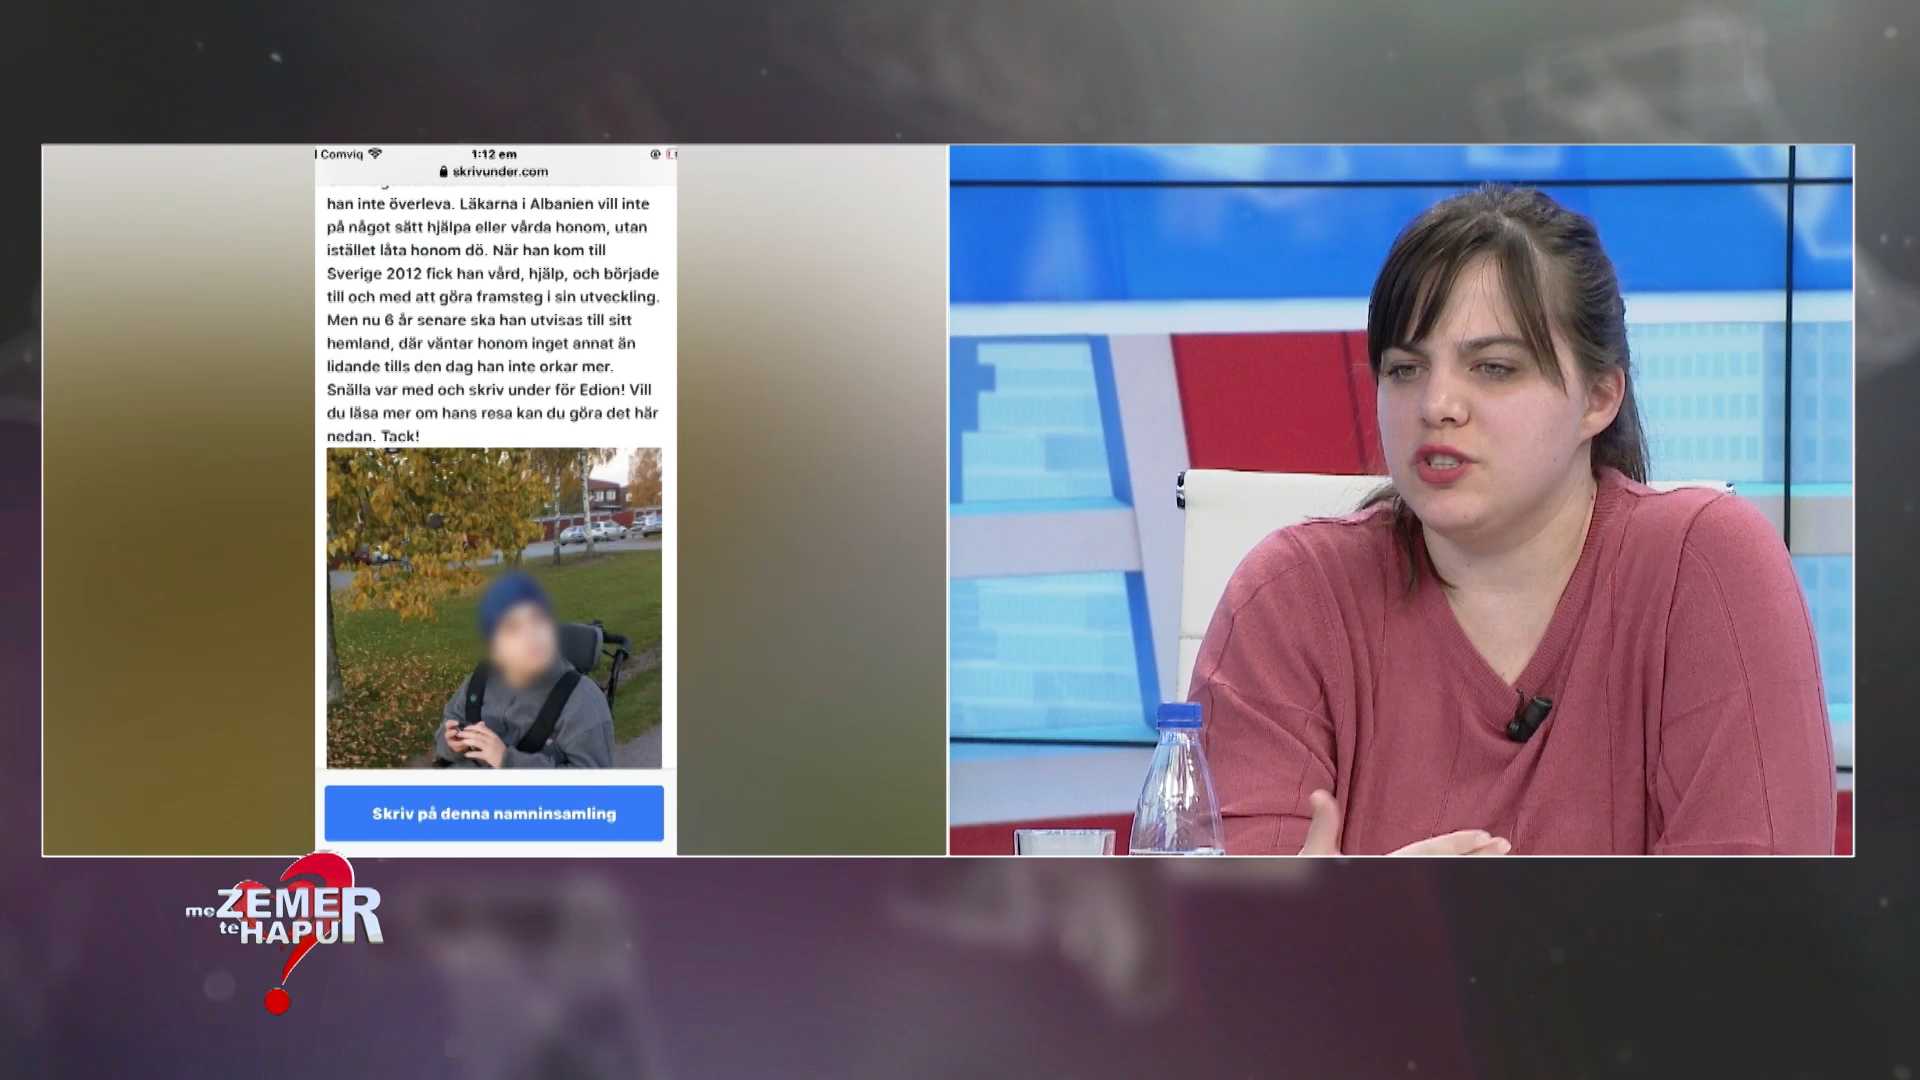 Comviq
1:12 em
skrivunder.com
han inte överleva. Läkarna i Albanien vill inte
på något sätt hjälpa eller vårda honom, utan
istället låta honom dö. När han kom till
Sverige 2012 fick han vård, hjälp, och började
till och med att göra framsteg i sin utveckling.
Men nu 6 år senare ska han utvisas till sitt
hemland, där väntar honom inget annat än
lidande tills den dag han inte orkar mer.
Snälla var med och skriv under för Edion! Vill
du läsa mer om hans resa kan du göra det här
nedan. Tack!
Skriv på denna namninsamling
me ZEMER
te HAPUR